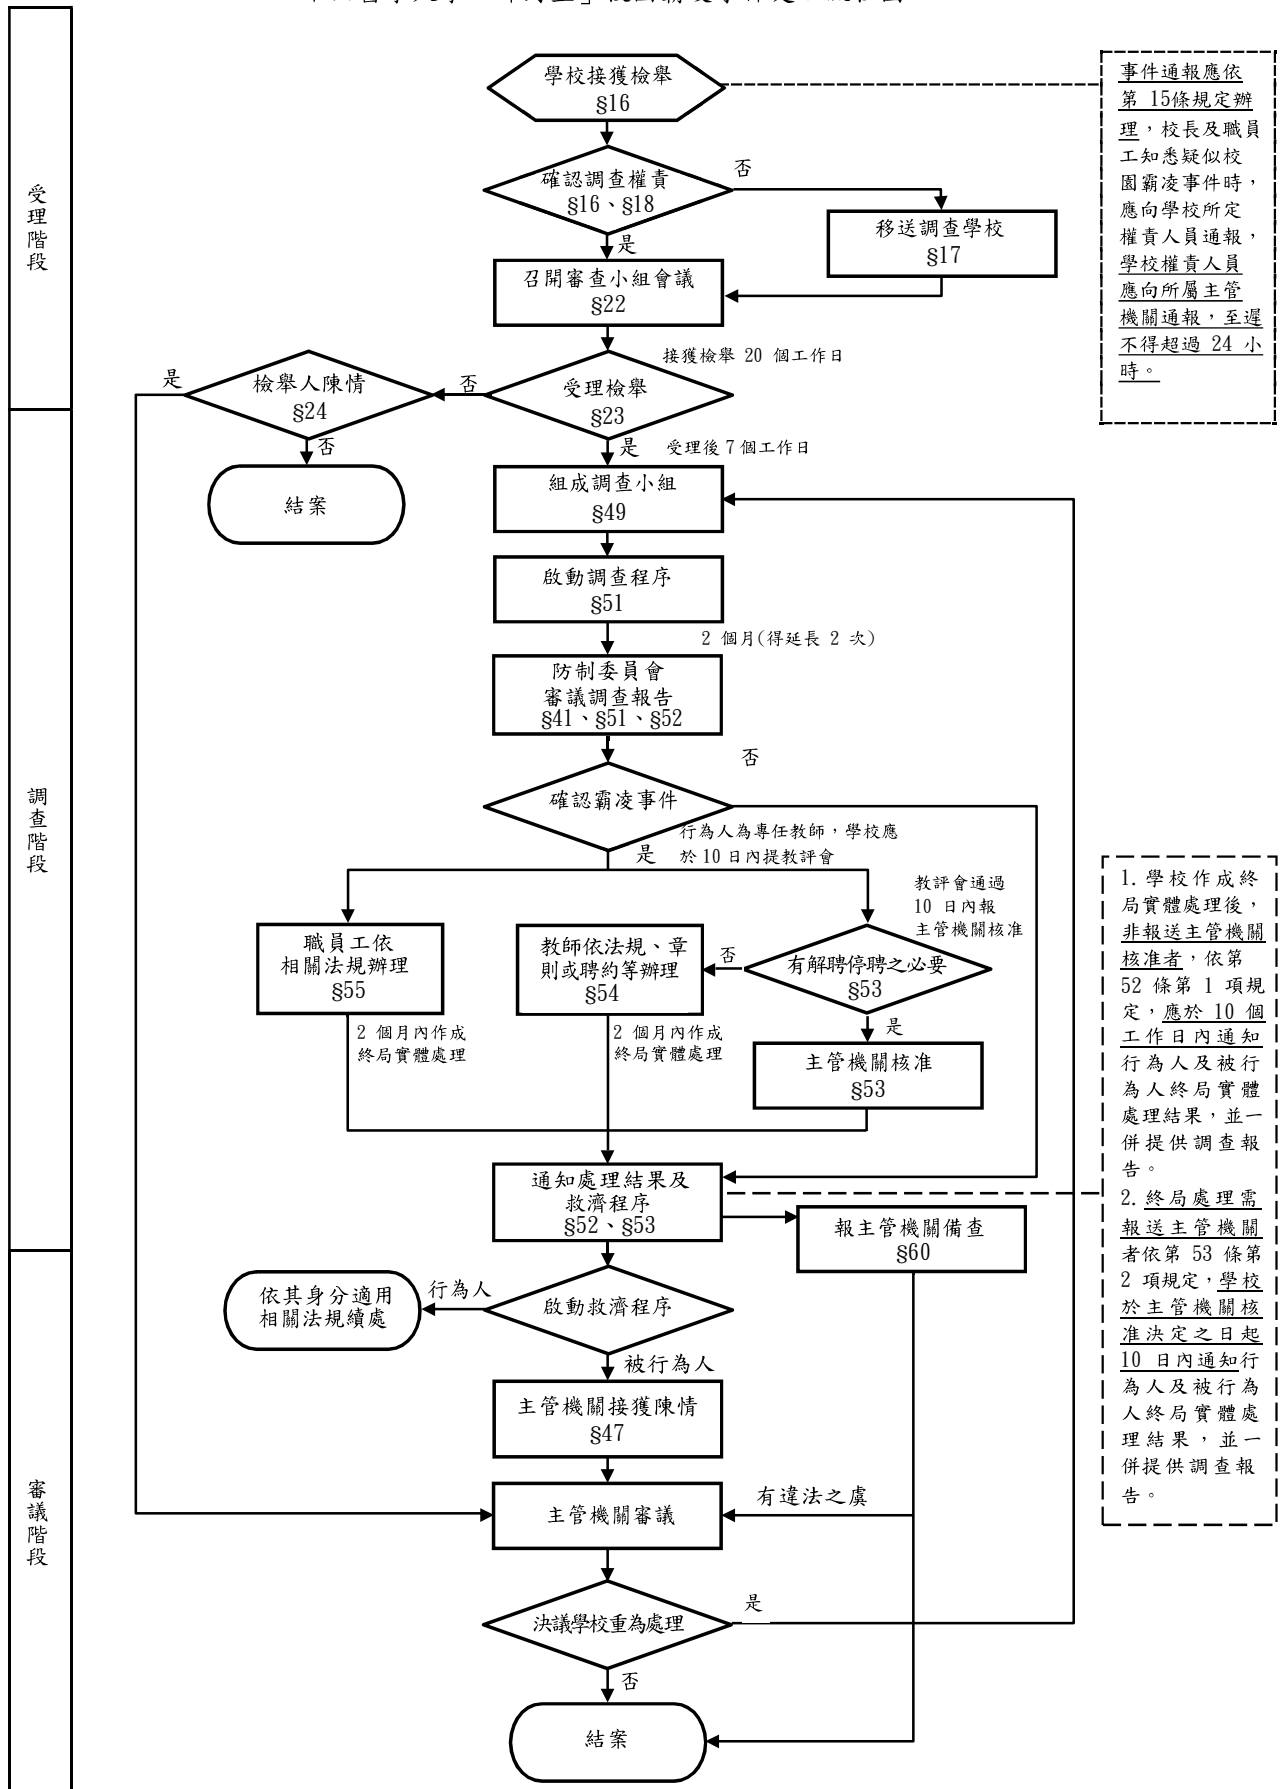 學校接獲檢舉
§16
確認調查權責
§16、§18
否
移送調查學校
§17
是
召開審查小組會議
§22
接獲檢舉 20 個工作日
受理檢舉
§23
否
檢舉人陳情
§24
是
否
結案
是
受理後 7 個工作日
組成調查小組
§49
啟動調查程序
§51
2 個月(得延長 2 次)
防制委員會
審議調查報告
§41、§51、§52
確認霸凌事件
否
是
行為人為專任教師，學校應
於 10 日內提教評會
教評會通過
10 日內報
主管機關核准
職員工依
相關法規辦理
§55
教師依法規、章
則或聘約等辦理
§54
否
有解聘停聘之必要
§53
是
2 個月內作成
終局實體處理
2 個月內作成
終局實體處理
主管機關核准
§53
通知處理結果及
救濟程序
§52、§53
報主管機關備查
§60
啟動救濟程序
行為人
依其身分適用
相關法規續處
被行為人
主管機關接獲陳情
§47
主管機關審議
有違法之虞
決議學校重為處理
是
否
結案
受理階段
調查階段
審議階段
事件通報應依
第 15條規定辦
理，校長及職員
工知悉疑似校
園霸凌事件時，
應向學校所定
權責人員通報，
學校權責人員
應向所屬主管
機關通報，至遲
不得超過 24 小
時。
1. 學校作成終
局實體處理後，
非報送主管機關
核准者，依第
52 條第 1 項規
定，應於 10 個
工作日內通知
行為人及被行
為人終局實體
處理結果，並一
併提供調查報
告。
2. 終局處理需
報送主管機關
者依第 53 條第
2 項規定，學校
於主管機關核
准決定之日起
10 日內通知行
為人及被行為
人終局實體處
理結果，並一
併提供調查報
告。